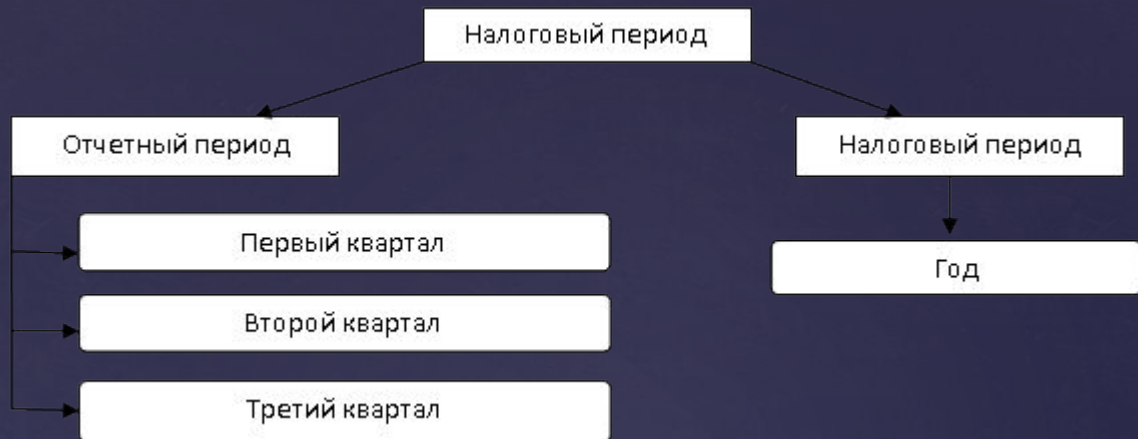 Налоговый период
Отчетный период
Налоговый период
Первый квартал
Год
Второй квартал
Третий квартал